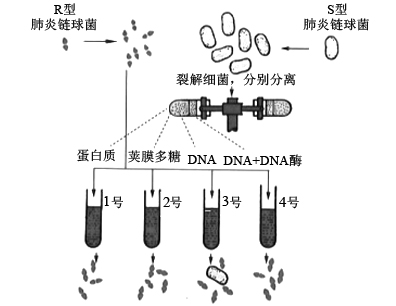 R型
肺炎链球菌
S型
肺炎链球菌
裂解细菌，分别分离
蛋白质 荚膜多糖 DNA DNA+DNA酶
1号 2号 3号 4号